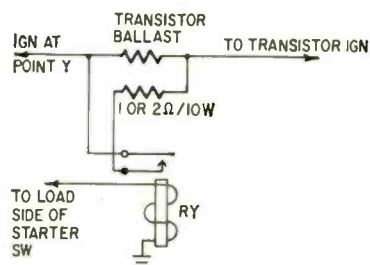 TRANSISTOR
BALLAST
IGN AT
POINT Y
TO TRANSISTOR IGN
1 OR 2Ω/10W
TO LOAD
SIDE OF
STARTER
SW
RY